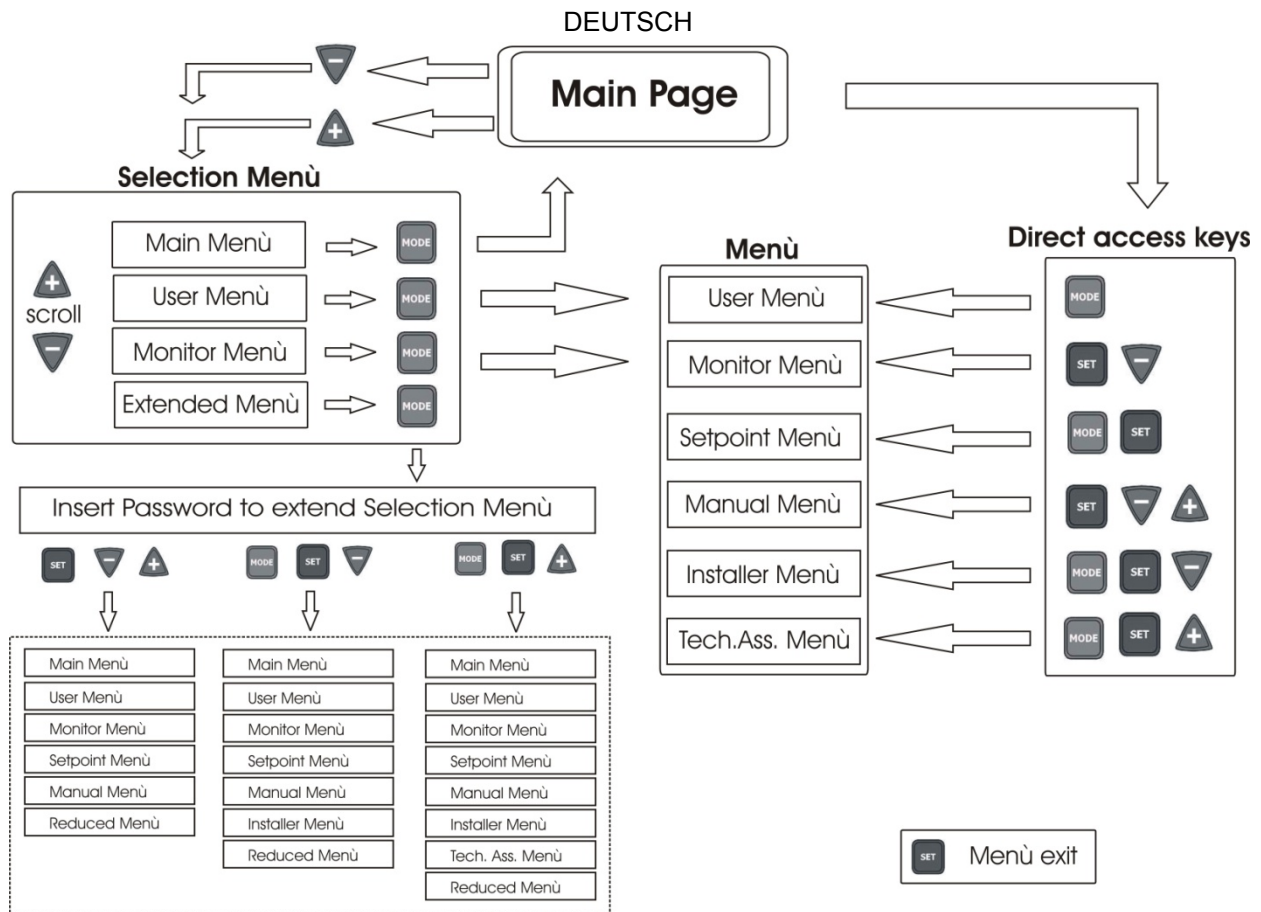 DEUTSCH
Main Page
Selection Menù
Main Menù
MODE
User Menù
MODE
scroll
Monitor Menù
MODE
Extended Menù
MODE
Insert Password to extend Selection Menù
SET
MODE SET
MODE SET
Main Menù
User Menù
Monitor Menù
Setpoint Menù
Manual Menù
Reduced Menù
Main Menù
User Menù
Monitor Menù
Setpoint Menù
Manual Menù
Installer Menù
Reduced Menù
Main Menù
User Menù
Monitor Menù
Setpoint Menù
Manual Menù
Installer Menù
Tech. Ass. Menù
Reduced Menù
Menù
User Menù
Monitor Menù
Setpoint Menù
Manual Menù
Installer Menù
Tech.Ass. Menù
Direct access keys
MODE
SET
MODE SET
SET
MODE SET
MODE SET
SET Menù exit